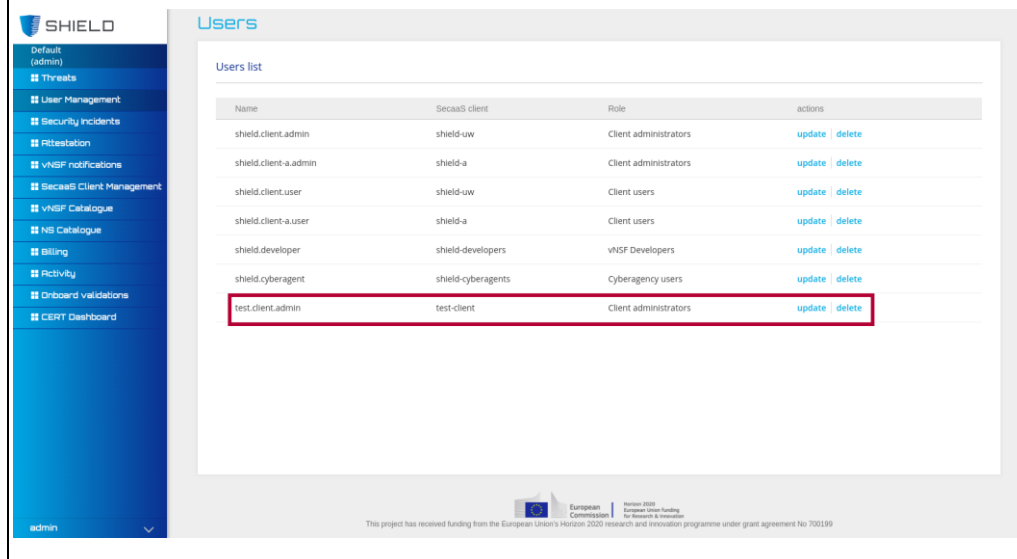 SHIELD
Default
(admin)
Threats
User Management
Security Incidents
Attestation
vNSF notifications
SecaaS Client Management
vNSF Catalogue
NS Catalogue
Billing
Activity
Onboard validations
CERT Dashboard
admin
Users
Users list
Name SecaaS client Role actions
shield.client.admin shield-uw Client administrators update delete
shield.client-a.admin shield-a Client administrators update delete
shield.client.user shield-uw Client users update delete
shield.client-a.user shield-a Client users update delete
shield.developer shield-developers vNSF Developers update delete
shield.cyberagent shield-cyberagents Cyberagency users update delete
test.client.admin test-client Client administrators update delete
European
Commission
Horizon 2020
European Union funding
for Research & Innovation
This project has received funding from the European Union's Horizon 2020 research and innovation programme under grant agreement No 700199